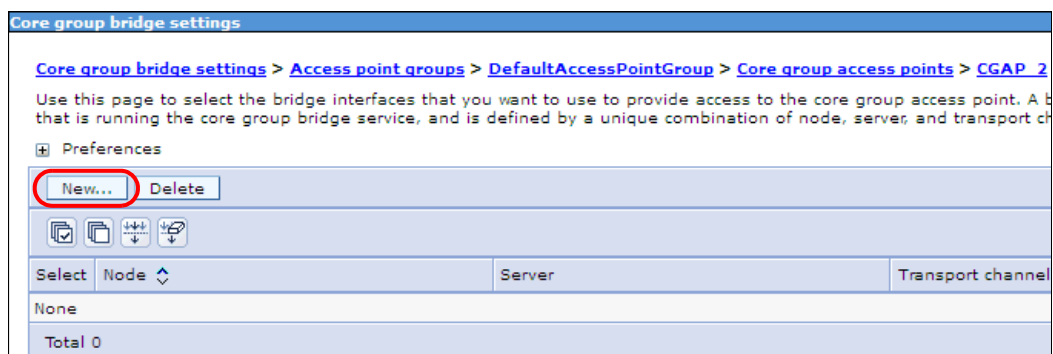 Core group bridge settings
Core group bridge settings > Access point groups > DefaultAccessPointGroup > Core group access points > CGAP_2
Use this page to select the bridge interfaces that you want to use to provide access to the core group access point. A
that is running the core group bridge service, and is defined by a unique combination of node, server, and transport
Preferences
New... Delete
Select Node Server Transport channel
None
Total 0